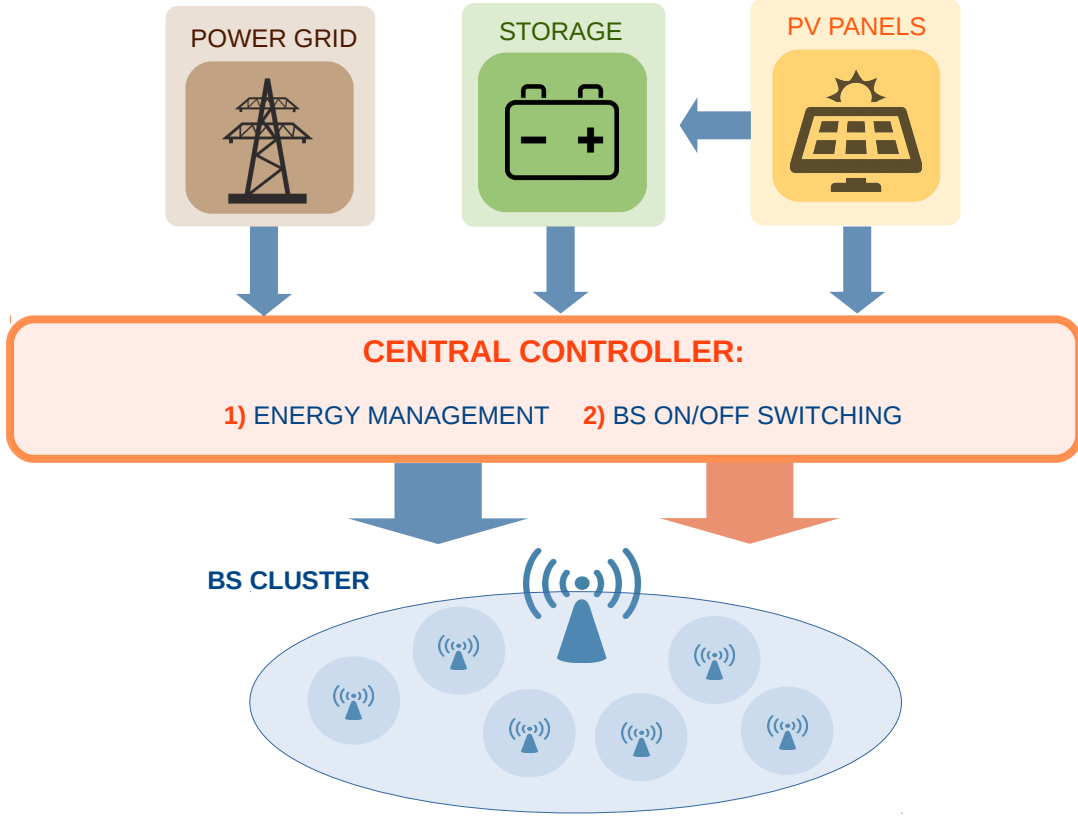 POWER GRID
STORAGE
PV PANELS
CENTRAL CONTROLLER:
1) ENERGY MANAGEMENT 2) BS ON/OFF SWITCHING
BS CLUSTER